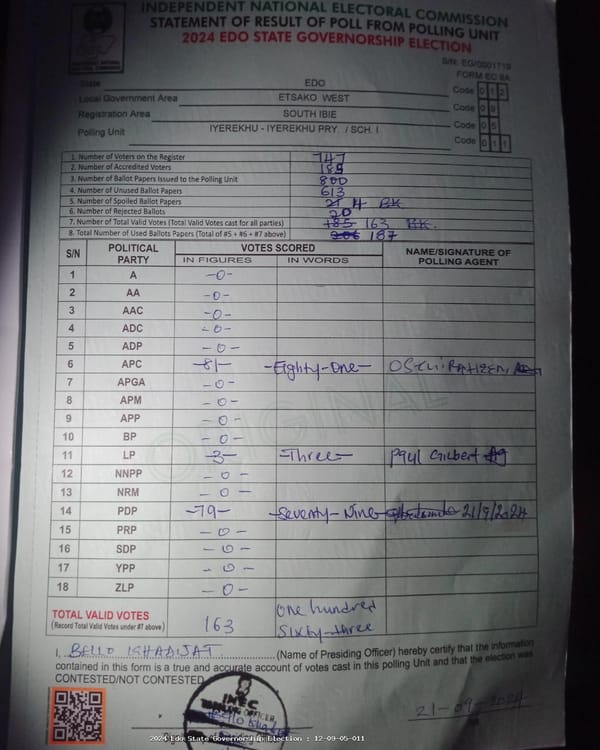 INDEPENDENT NATIONAL ELECTORAL COMMISSION
STATEMENT OF RESULT OF POLL FROM POLLING UNIT
2024 EDO STATE GOVERNORSHIP ELECTION
S/N: EG/0001719
FORM EC 8A
State EDO Code 0 1 2
Local Government Area ETSAKO WEST Code 0 9
Registration Area SOUTH IBIE Code 0 5
Polling Unit IYEREKHU - IYEREKHU PRY. / SCH. I Code 0 1 1
1. Number of Voters on the Register 747
2. Number of Accredited Voters 185
3. Number of Ballot Papers Issued to the Polling Unit 800
4. Number of Unused Ballot Papers 613
5. Number of Spoiled Ballot Papers 21 4 BK
6. Number of Rejected Ballots 20
7. Number of Total Valid Votes (Total Valid Votes cast for all parties) 185 163 BK.
8. Total Number of Used Ballots Papers (Total of #5 + #6 + #7 above) 206 187
S/N POLITICAL PARTY VOTES SCORED NAME/SIGNATURE OF POLLING AGENT
IN FIGURES IN WORDS
1 A -0-
2 AA -0-
3 AAC -0-
4 ADC -0-
5 ADP -0-
6 APC -81- -Eighty-One-
7 APGA -0-
8 APM -0-
9 APP -0-
10 BP -0-
11 LP -3- -Three- Paul Gilbert
12 NNPP -0-
13 NRM -0-
14 PDP -79- -Seventy-Nine- 21/9/2024
15 PRP -0-
16 SDP -0-
17 YPP -0-
18 ZLP -0-
ORIGINAL
TOTAL VALID VOTES
(Record Total Valid Votes under #7 above) 163 One hundred
Sixty-three
I, BELLO KHADIJAT (Name of Presiding Officer) hereby certify that the information
contained in this form is a true and accurate account of votes cast in this polling Unit and that the election was
CONTESTED/NOT CONTESTED
INEC
21-09-2024
2024 Edo State Governorship Election : 12-09-05-011